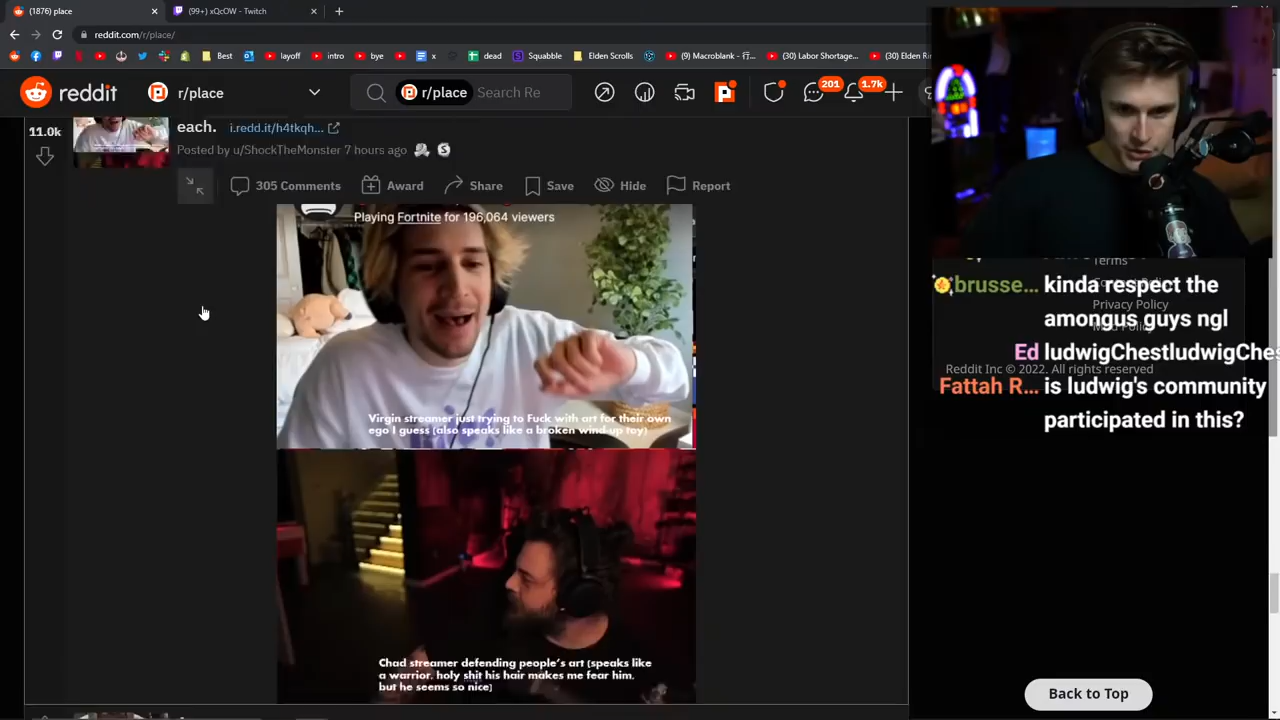 (1876) place
(99+) xQcOW - Twitch
reddit.com/r/place/
Best
layoff
intro
bye
x
dead
Squabble
Elden Scrolls
(9) Macroblank - 行...
(30) Labor Shortage...
(30) Elden Rin
reddit
r/place
r/place
Search Re
201
1.7k
11.0k
each. i.redd.it/h4tkqh...
Posted by u/ShockTheMonster 7 hours ago
305 Comments
Award
Share
Save
Hide
Report
Playing Fortnite for 196,064 viewers
Virgin streamer just trying to Fuck with art for their own
ego I guess (also speaks like a broken wind-up toy)
Chad streamer defending people's art (speaks like
a warrior, holy shit his hair makes me fear him,
but he seems so nice)
Terms
brusse... kinda respect the
Privacy Policy
amongus guys ngl
Ed ludwigChestludwigChes
Reddit Inc © 2022. All rights reserved
Fattah R... is ludwig's community
participated in this?
Back to Top